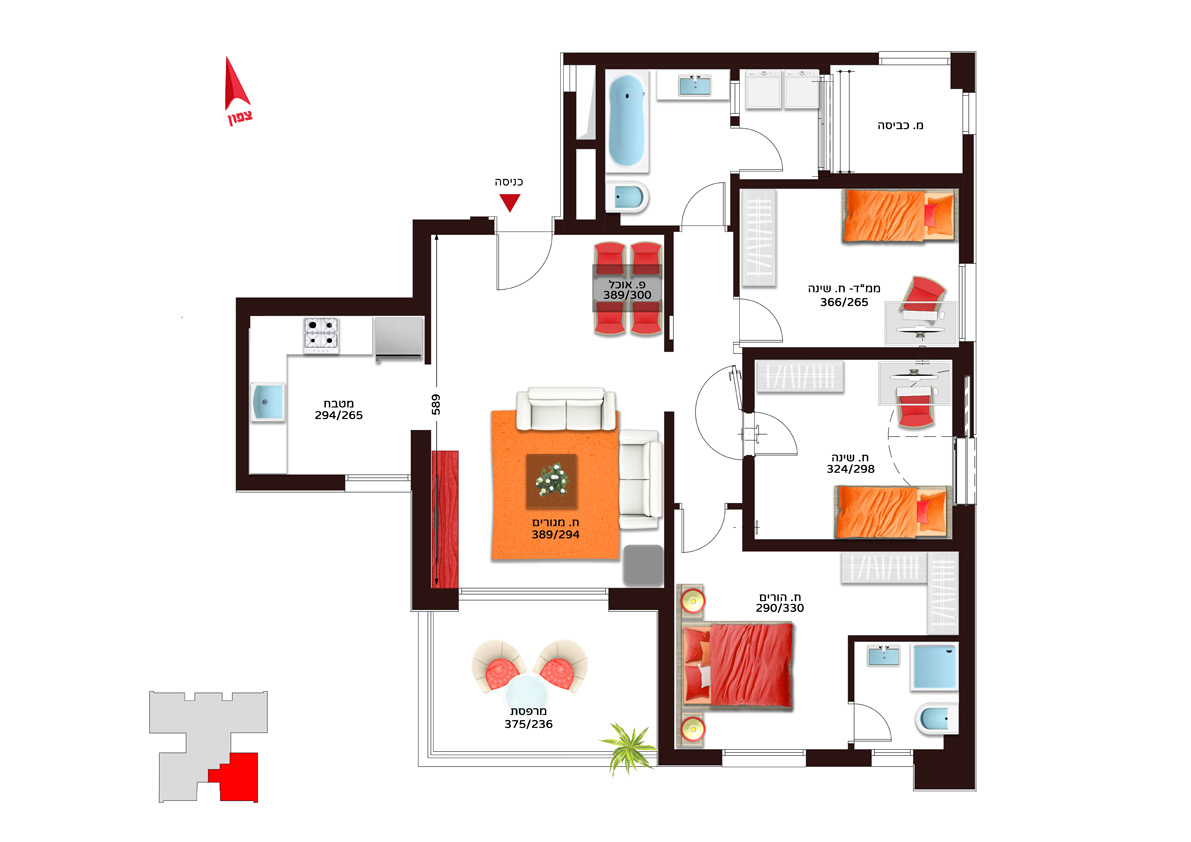 צפון
מ. כביסה
כניסה
פ. אוכל
389/300
ממ"ד- ח. שינה
366/265
מטבח
294/265
589
ח. שינה
324/298
ח. מגורים
389/294
ח. הורים
290/330
מרפסת
375/236